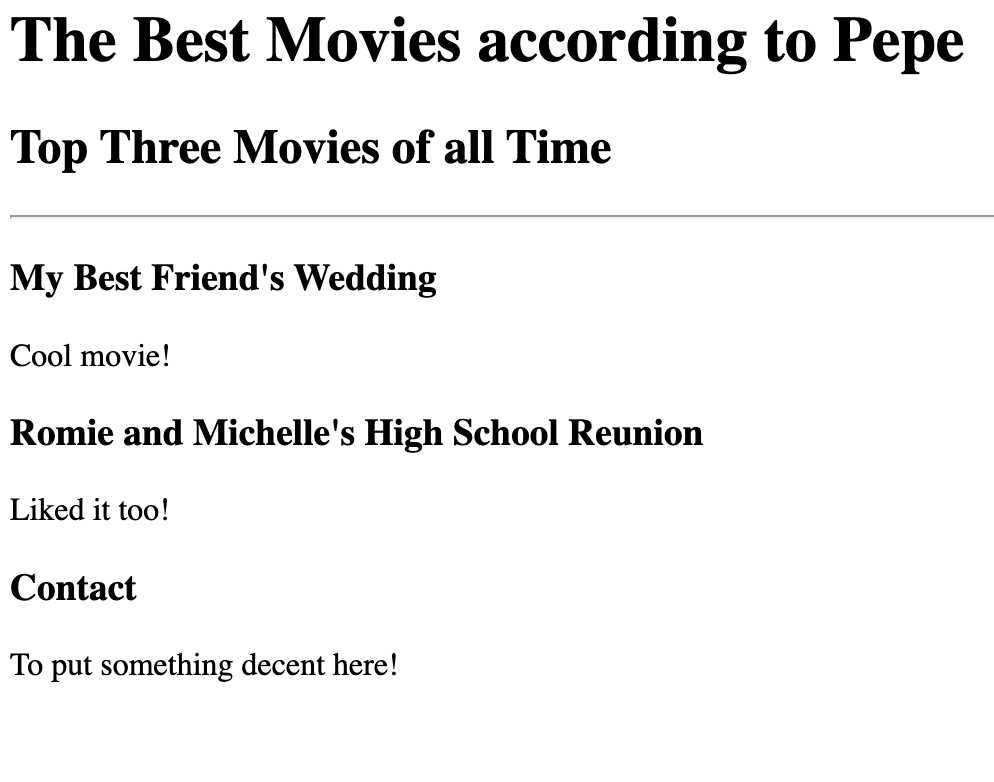 The Best Movies according to Pepe
Top Three Movies of all Time
My Best Friend's Wedding
Cool movie!
Romie and Michelle's High School Reunion
Liked it too!
Contact
To put something decent here!